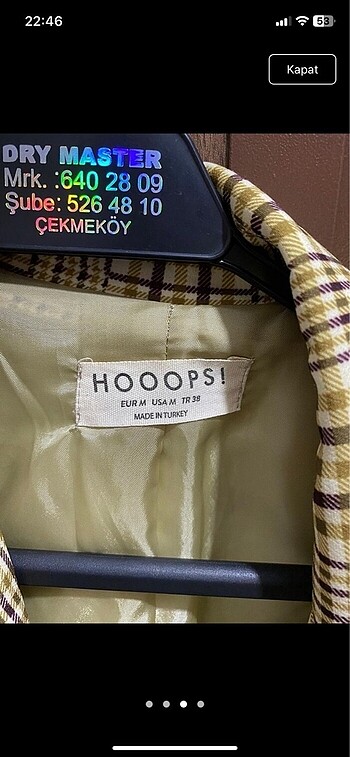 22:46
53
Kapat
DRY MASTER
Mrk. :640 28 09
Şube: 526 48 10
ÇEKMEKÖY
HOOOPS!
EUR M USA M TR 38
MADE IN TURKEY